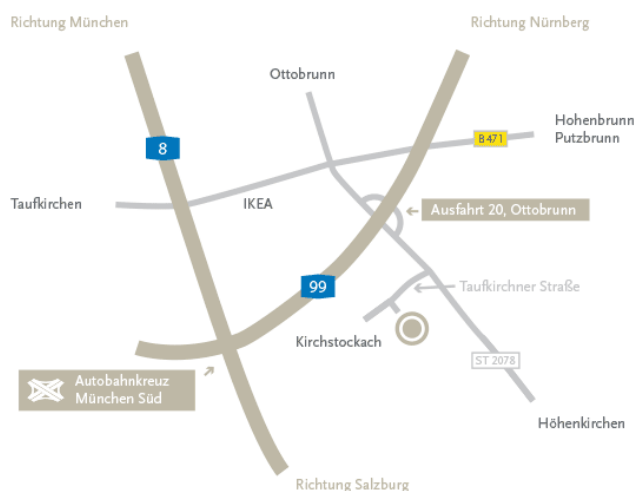 Richtung München
Richtung Nürnberg
Ottobrunn
Hohenbrunn
Putzbrunn
B 471
8
Taufkirchen
IKEA
Ausfahrt 20, Ottobrunn
99
Taufkirchner Straße
Kirchstockach
ST 2078
Autobahnkreuz
München Süd
Höhenkirchen
Richtung Salzburg